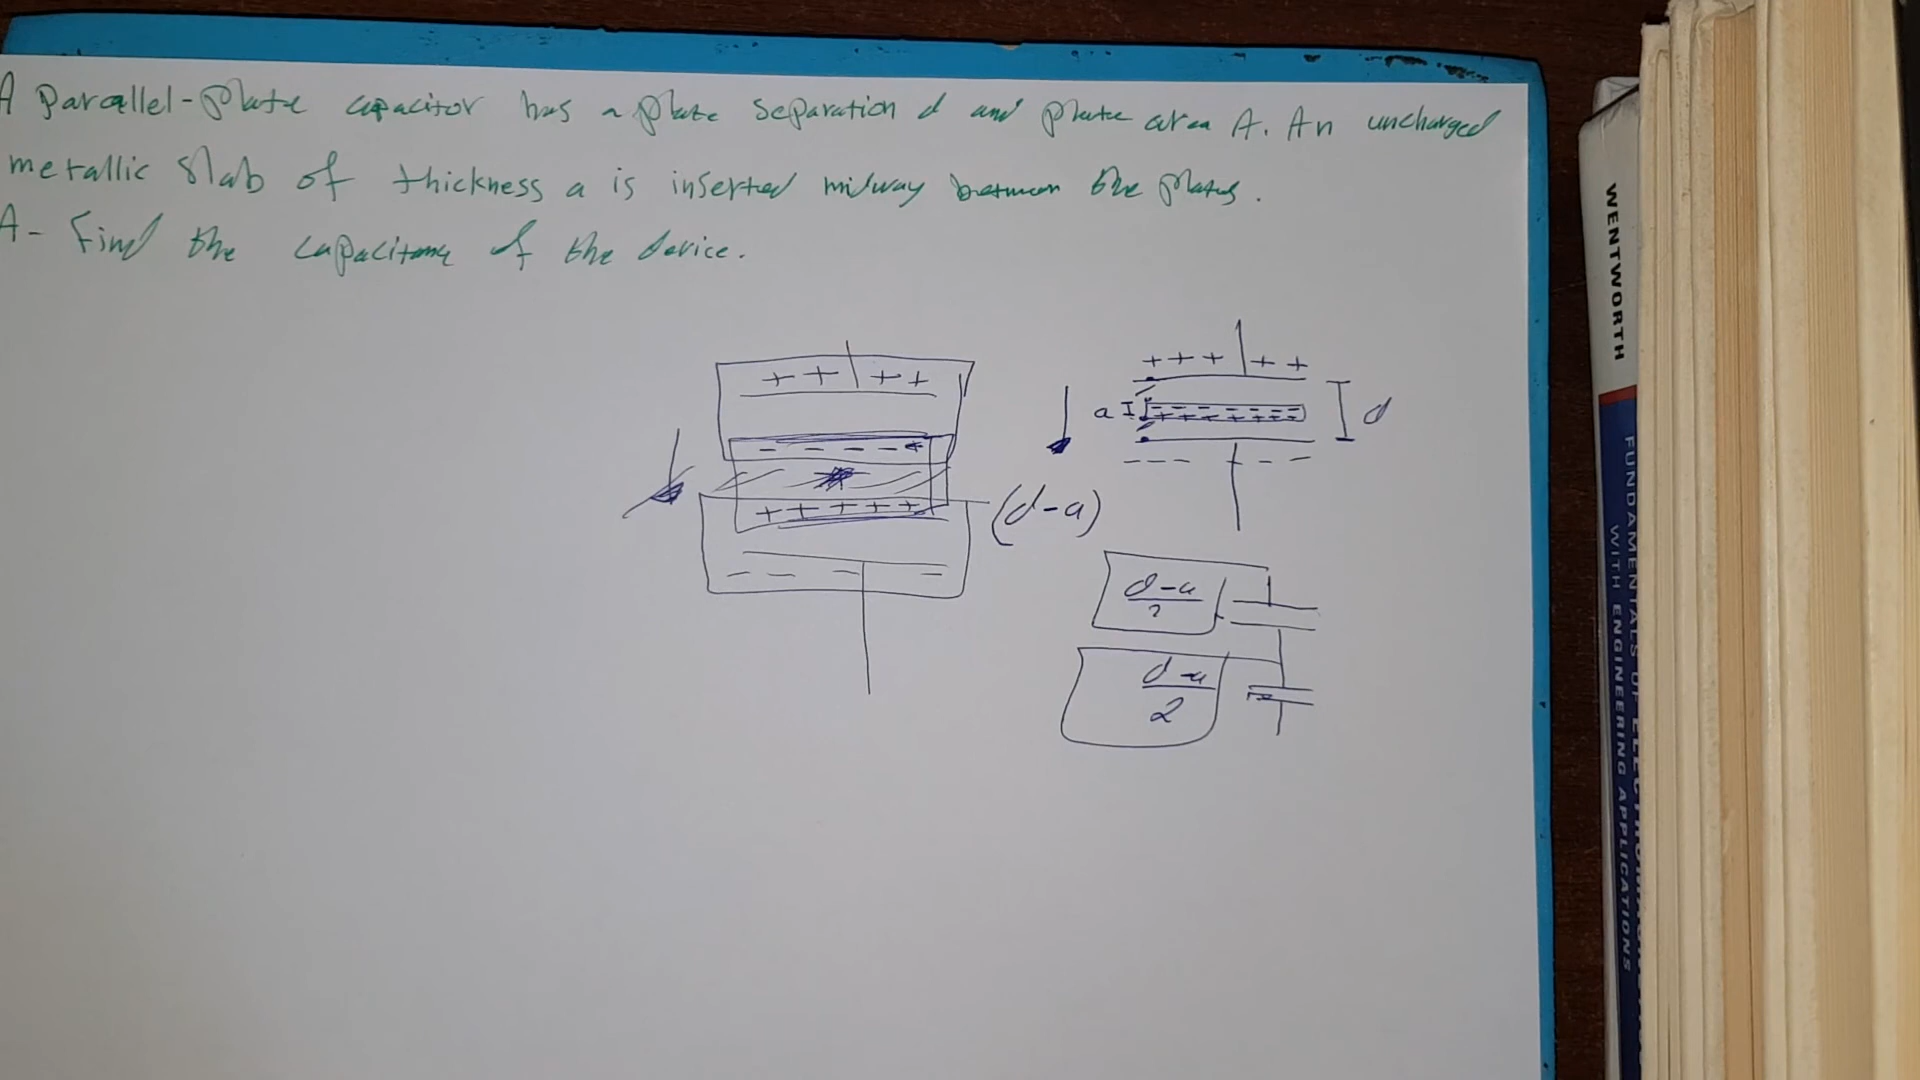 A parallel-plate capacitor has a plate separation d and plate area A. An uncharged
metallic slab of thickness a is inserted midway between the plates.
A- Find the capacitance of the device.
+ + + +
+ + + + +
a
d
- - - - -
+ + + + +
(d-a)
- - - -
d-a
2
d-a
2
WENTWORTH
FUNDAMENTALS OF
WITH ENGINEERING APPLICATIONS